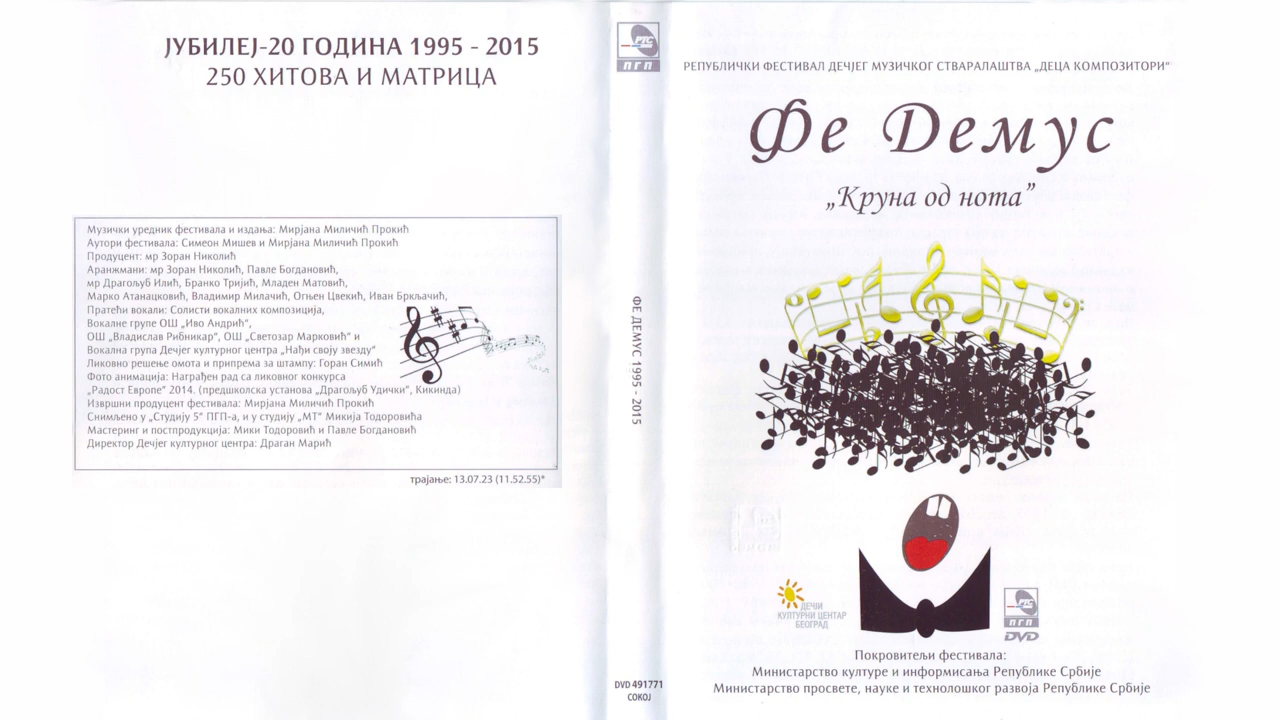 ЈУБИЛЕЈ-20 ГОДИНА 1995 - 2015
250 ХИТОВА И МАТРИЦА
Музички уредник фестивала и издања: Мирјана Миличић Прокић
Аутори фестивала: Симеон Мишев и Мирјана Миличић Прокић
Продуцент: мр Зоран Николић
Аранжмани: мр Зоран Николић, Павле Богдановић,
мр Драгољуб Илић, Бранко Тријић, Младен Матовић,
Марко Атанацковић, Владимир Милачић, Огњен Цвекић, Иван Бркљачић,
Пратећи вокали: Солисти вокалних композиција,
Вокалне групе ОШ „Иво Андрић“,
ОШ „Владислав Рибникар“, ОШ „Светозар Марковић“ и
Вокална група Дечјег културног центра „Нађи своју звезду“
Ликовно решење омота и припрема за штампу: Горан Симић
Фото анимација: Награђен рад са ликовног конкурса
„Радост Европе“ 2014. (предшколска установа „Драгољуб Удички“, Кикинда)
Извршни продуцент фестивала: Мирјана Миличић Прокић
Снимљено у „Студију 5“ ПГП-а, и у студију „МТ“ Микија Тодоровића
Мастеринг и постпродукција: Мики Тодоровић и Павле Богдановић
Директор Дечјег културног центра: Драган Марић
трајање: 13.07.23 (11.52.55)*
РТС
ПГП
ФЕ ДЕМУС 1995 - 2015
DVD 491771
СОКОЈ
РЕПУБЛИЧКИ ФЕСТИВАЛ ДЕЧЈЕГ МУЗИЧКОГ СТВАРАЛАШТВА „ДЕЦА КОМПОЗИТОРИ“
Фе Демус
„Круна од нота”
ДЕЧЈИ
КУЛТУРНИ ЦЕНТАР
БЕОГРАД
РТС
ПГП
DVD
Покровитељи фестивала:
Министарство културе и информисања Републике Србије
Министарство просвете, науке и технолошког развоја Републике Србије